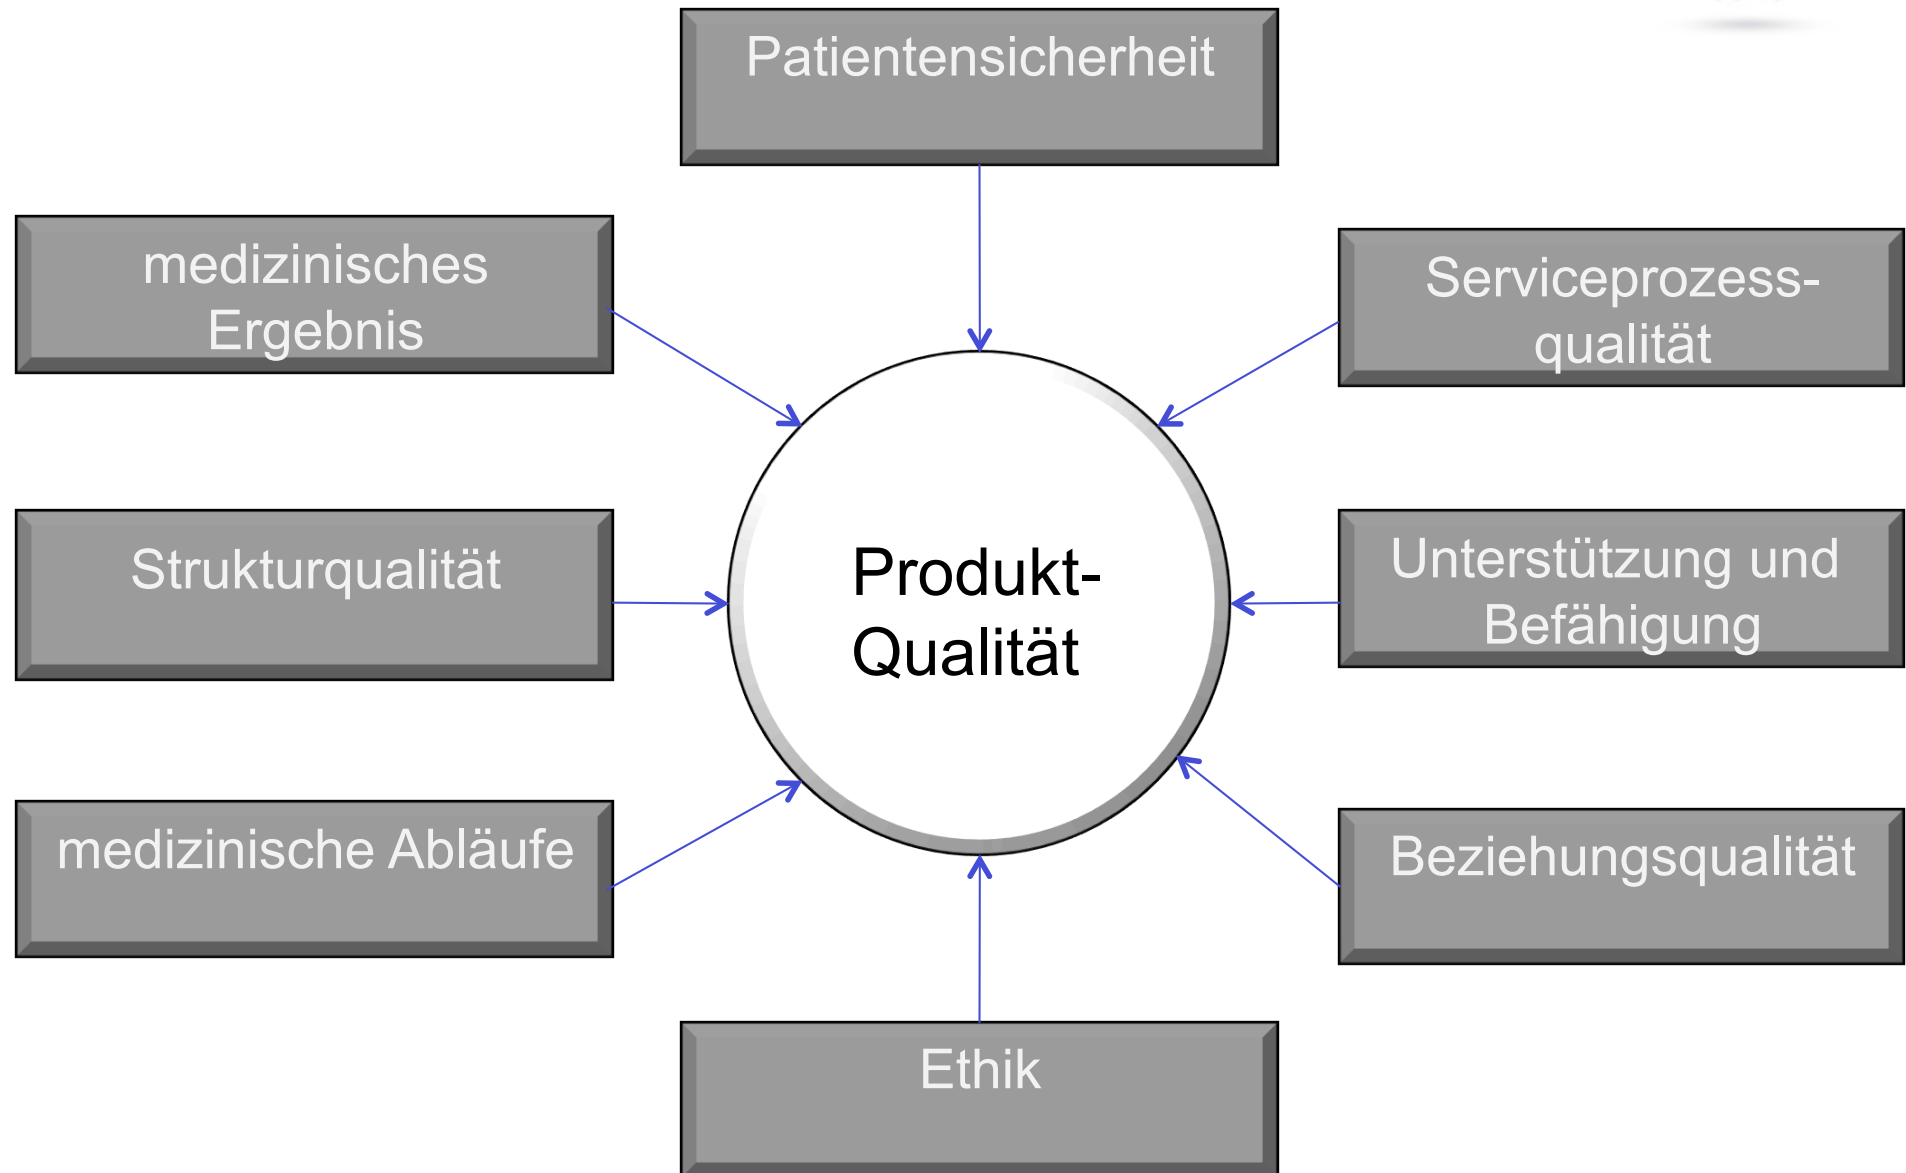 Patientensicherheit
medizinisches
Ergebnis
Serviceprozess-
qualität
Strukturqualität
Produkt-
Qualität
Unterstützung und
Befähigung
medizinische Abläufe
Beziehungsqualität
Ethik